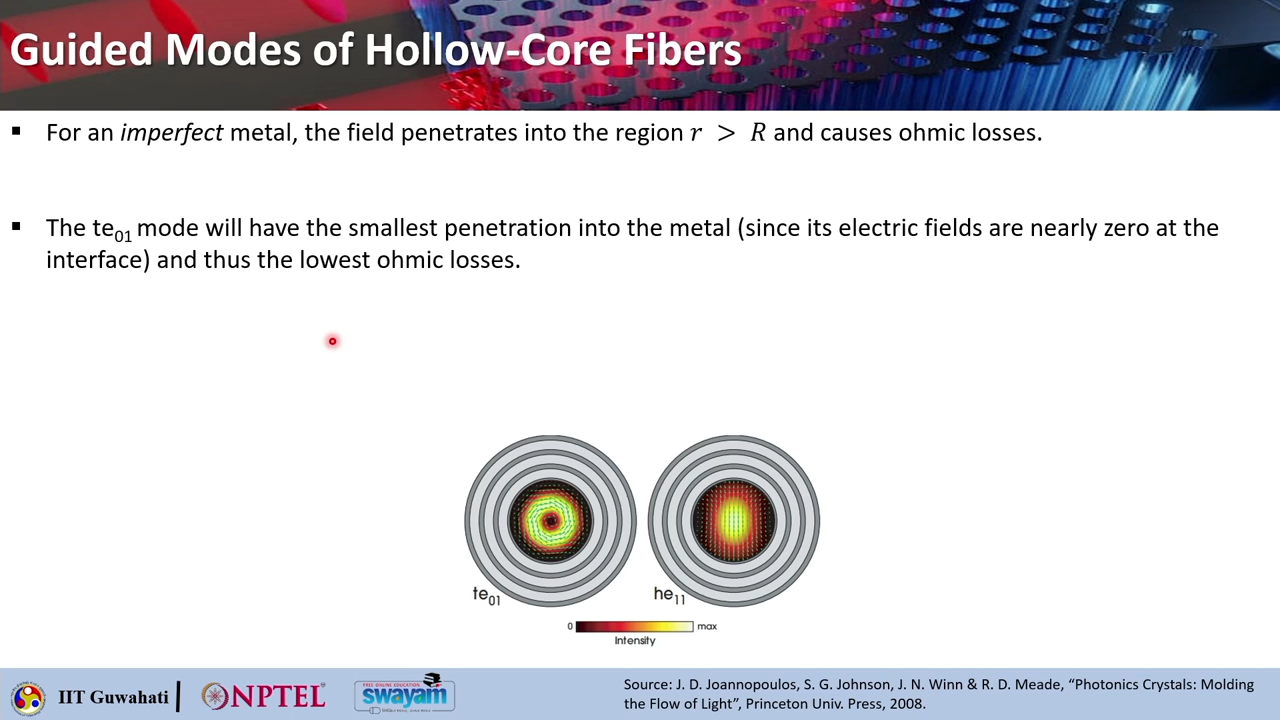 Guided Modes of Hollow-Core Fibers
▪ For an imperfect metal, the field penetrates into the region r > R and causes ohmic losses.
▪ The te01 mode will have the smallest penetration into the metal (since its electric fields are nearly zero at the
interface) and thus the lowest ohmic losses.
te01
he11
0 max
Intensity
IIT Guwahati
NPTEL
FREE ONLINE EDUCATION
swayam
Source: J. D. Joannopoulos, S. G. Johnson, J. N. Winn & R. D. Meade, “Photonics Crystals: Molding
the Flow of Light”, Princeton Univ. Press, 2008.